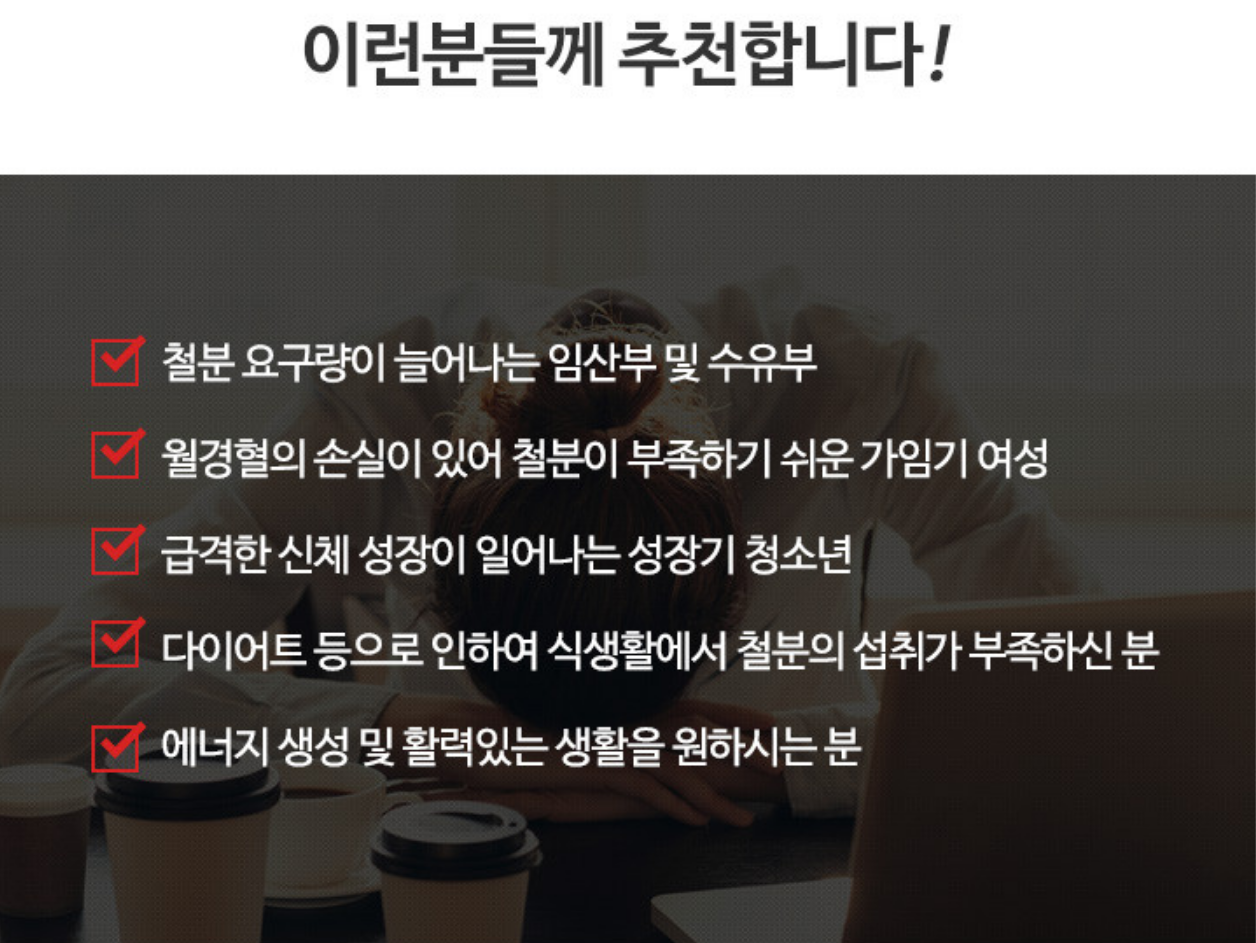 이런분들께 추천합니다!
철분 요구량이 늘어나는 임산부 및 수유부
월경혈의 손실이 있어 철분이 부족하기 쉬운 가임기 여성
급격한 신체 성장이 일어나는 성장기 청소년
다이어트 등으로 인하여 식생활에서 철분의 섭취가 부족하신 분
에너지 생성 및 활력있는 생활을 원하시는 분